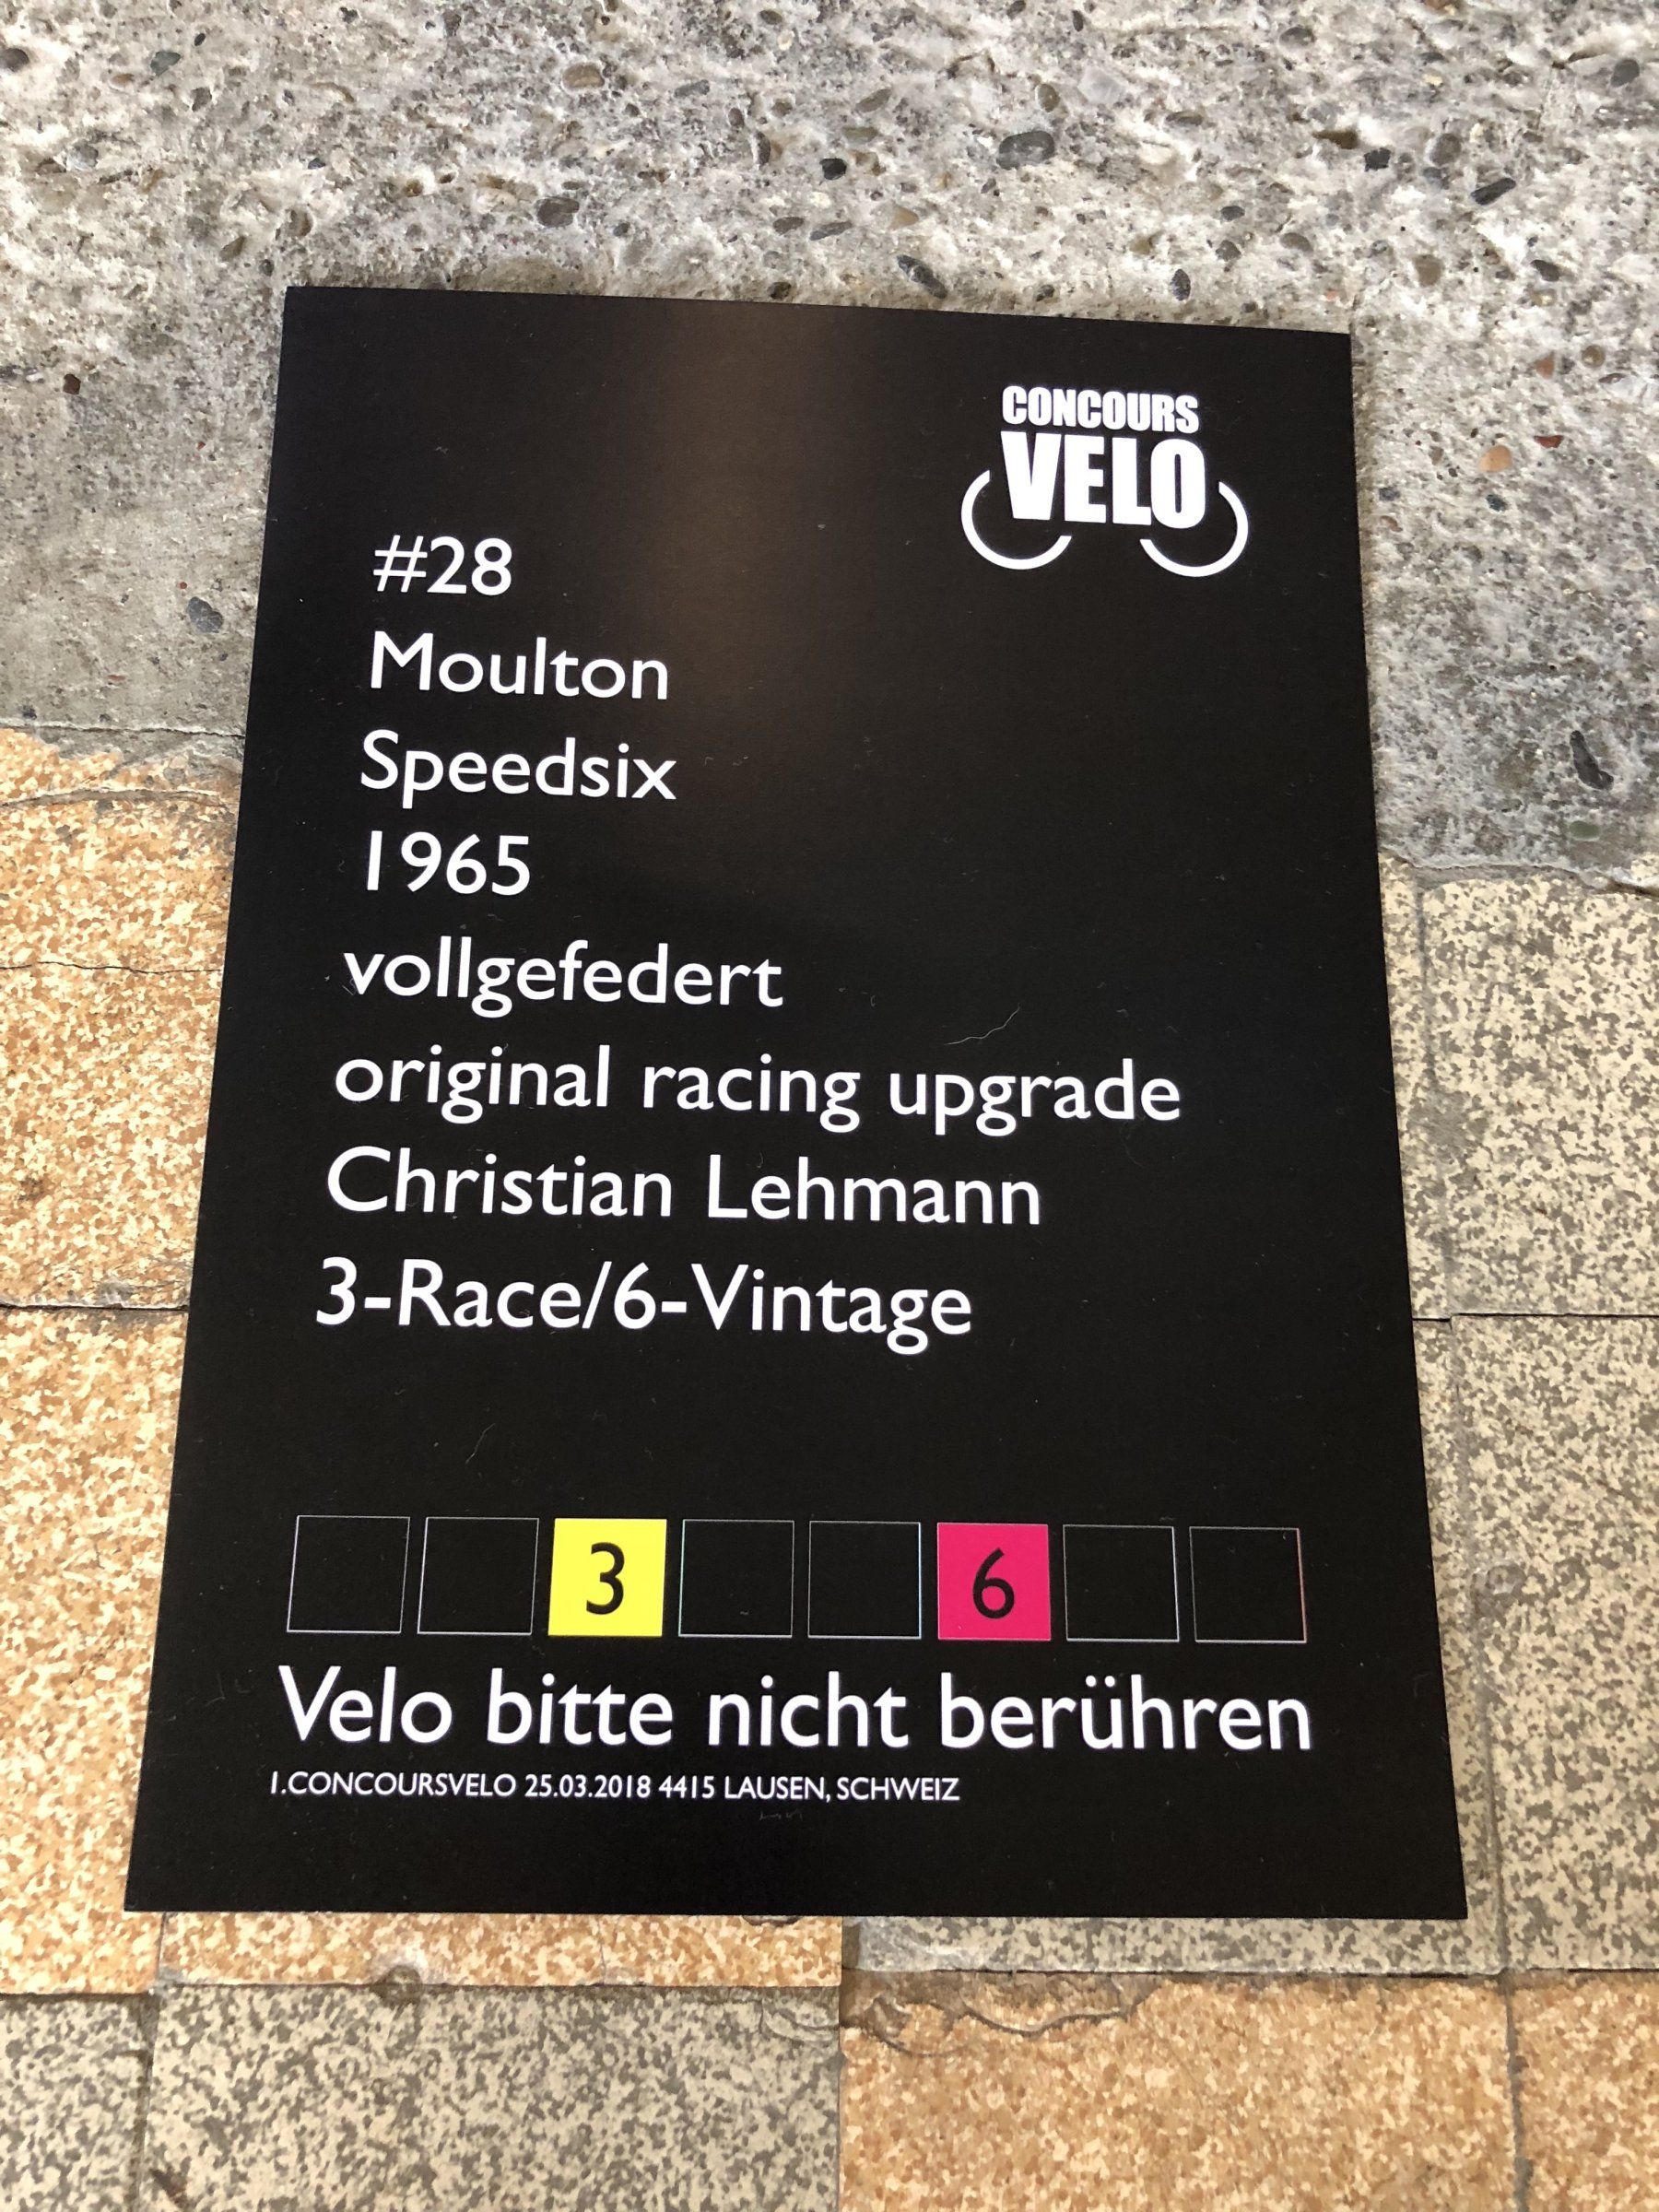 CONCOURS
VELO
#28
Moulton
Speedsix
1965
vollgefedert
original racing upgrade
Christian Lehmann
3-Race/6-Vintage
3 6
Velo bitte nicht berühren
1.CONCOURSVELO 25.03.2018 4415 LAUSEN, SCHWEIZ